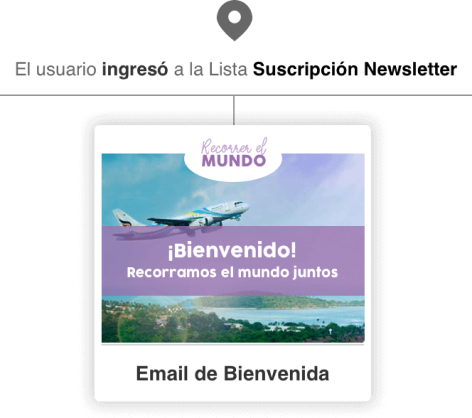 El usuario ingresó a la Lista Suscripción Newsletter
Recorrer el
MUNDO
¡Bienvenido!
Recorramos el mundo juntos
Email de Bienvenida